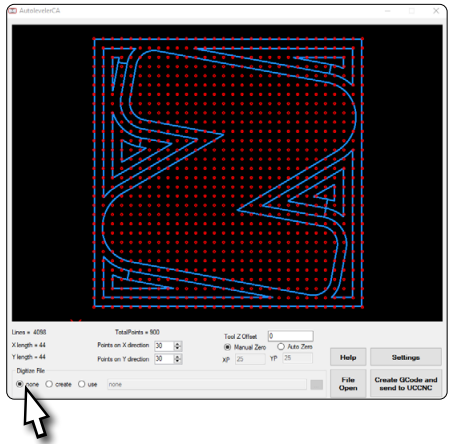 AutolevelerCA
Lines = 4098
TotalPoints = 900
Tool Z Offset 0
X length = 44
Points on X direction 30
Manual Zero Auto Zero
Y length = 44
Points on Y direction 30
XP 25 YP 25
Help Settings
Digitize File
none create use none
File Open
Create GCode and send to UCCNC